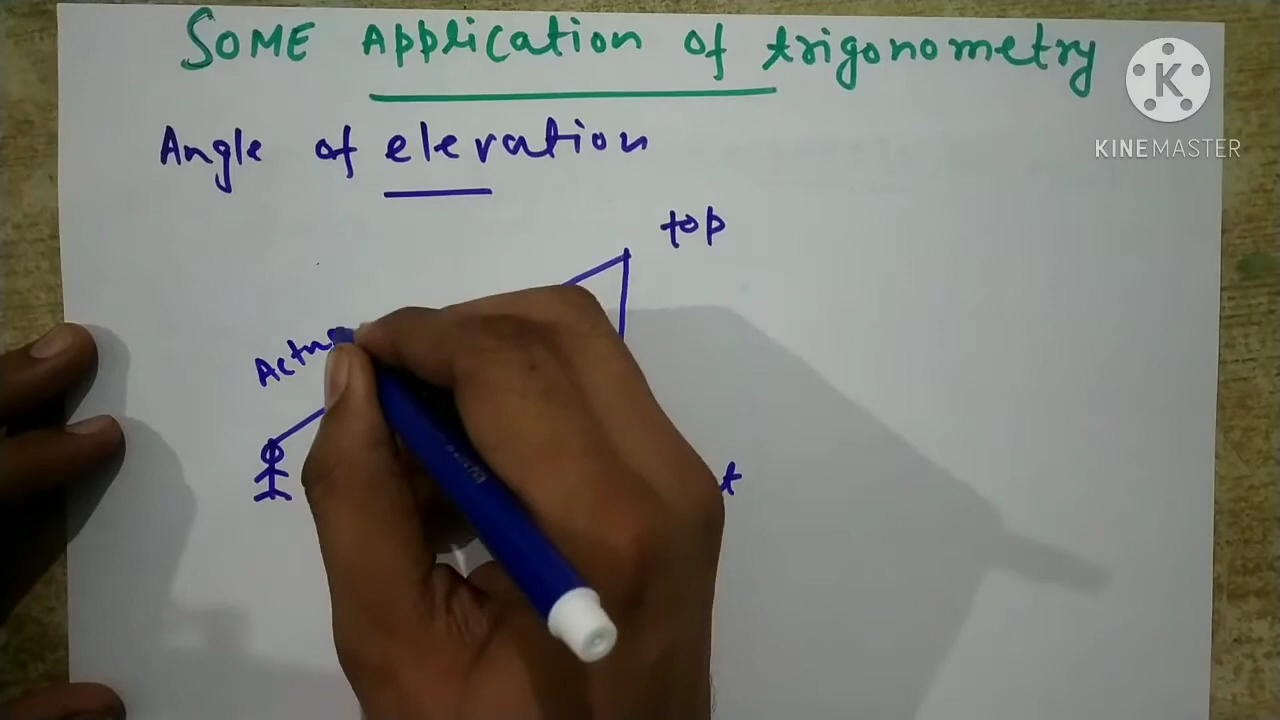 SOME Application of trigonometry
K
KINEMASTER
Angle of elevation
top